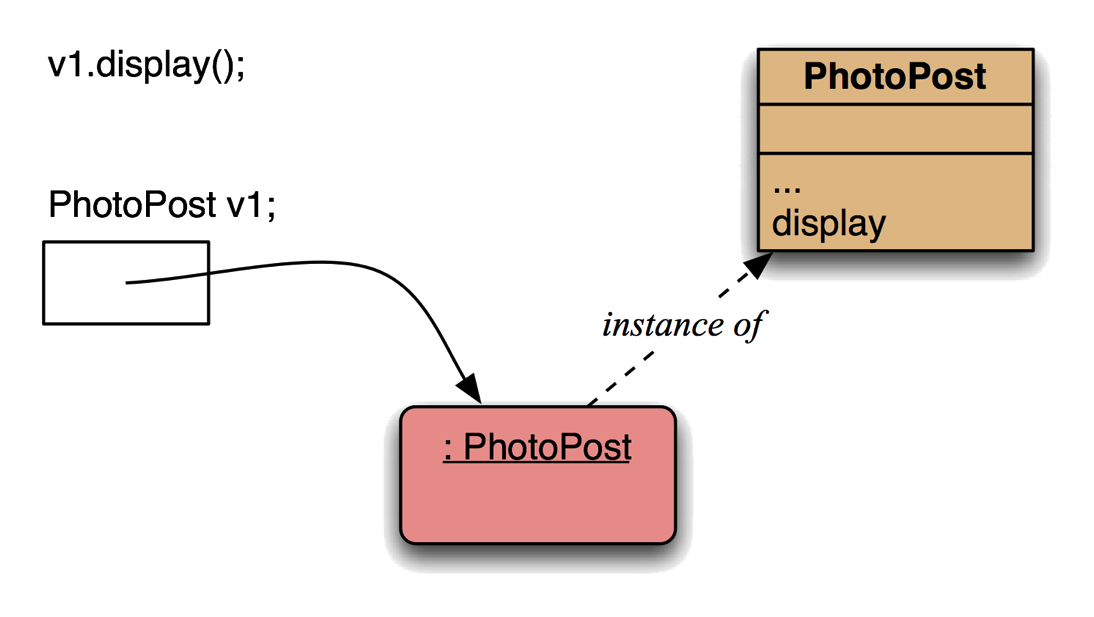 v1.display();
PhotoPost
PhotoPost v1;
...
display
instance of
: PhotoPost